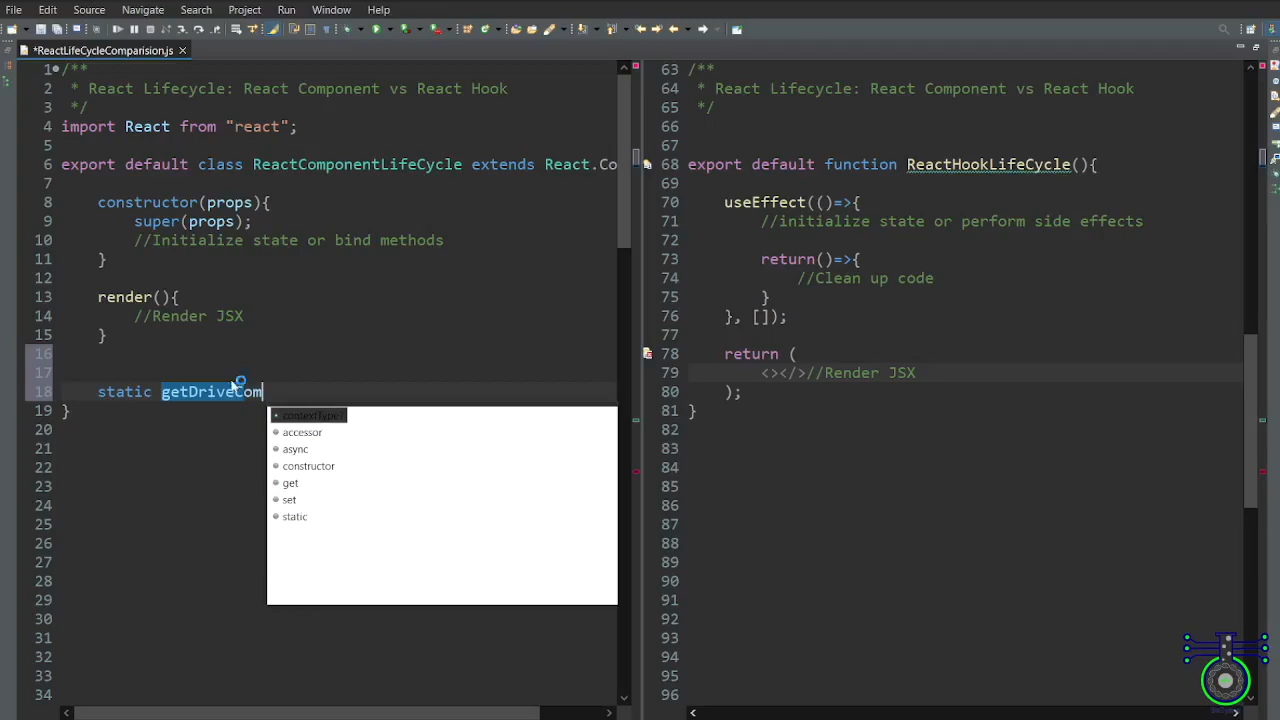 File Edit Source Navigate Search Project Run Window Help
*ReactLifeCycleComparision.js
1 /**
2 * React Lifecycle: React Component vs React Hook
3 */
4 import React from "react";
5
6 export default class ReactComponentLifeCycle extends React.Co
7
8 constructor(props){
9 super(props);
10 //Initialize state or bind methods
11 }
12
13 render(){
14 //Render JSX
15 }
16
17
18 static getDriveCom
19 }
20
21
22
23
24
25
26
27
28
29
30
31
32
33
34
contextType
accessor
async
constructor
get
set
static
63 /**
64 * React Lifecycle: React Component vs React Hook
65 */
66
68 export default function ReactHookLifeCycle(){
69
70 useEffect(()=>{
71 //initialize state or perform side effects
72
73 return()=>{
74 //Clean up code
75 }
76 }, []);
77
78 return (
79 <></>//Render JSX
80 );
81 }
82
83
84
85
86
87
88
89
90
91
92
93
94
95
96